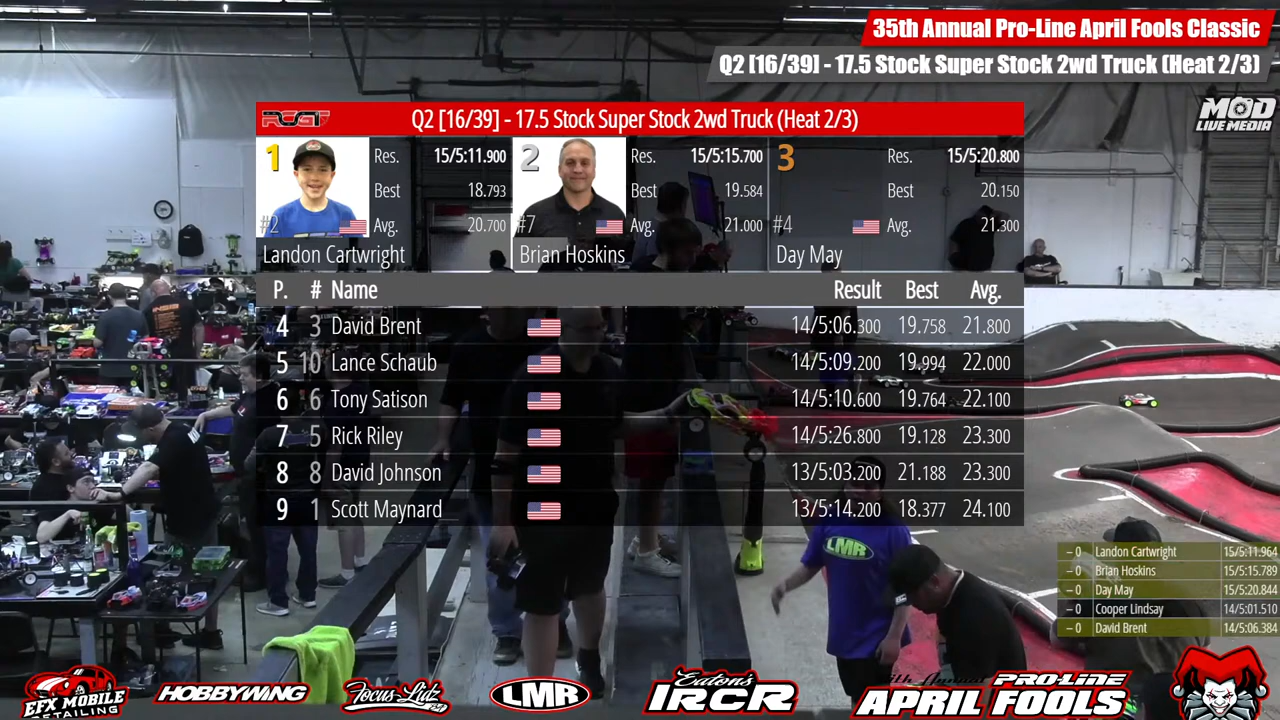 35th Annual Pro-Line April Fools Classic
Q2 [16/39] - 17.5 Stock Super Stock 2wd Truck (Heat 2/3)
MOD
LIVE MEDIA
Q2 [16/39] - 17.5 Stock Super Stock 2wd Truck (Heat 2/3)
1 Res. 15/5:11.900
Best 18.793
#2 Avg. 20.700
Landon Cartwright
2 Res. 15/5:15.700
Best 19.584
#7 Avg. 21.000
Brian Hoskins
3 Res. 15/5:20.800
Best 20.150
#4 Avg. 21.300
Day May
P. # Name Result Best Avg.
4 3 David Brent 14/5:06.300 19.758 21.800
5 10 Lance Schaub 14/5:09.200 19.994 22.000
6 6 Tony Satison 14/5:10.600 19.764 22.100
7 5 Rick Riley 14/5:26.800 19.128 23.300
8 8 David Johnson 13/5:03.200 21.188 23.300
9 1 Scott Maynard 13/5:14.200 18.377 24.100
LMR
– 0 Landon Cartwright 15/5:11.964
– 0 Brian Hoskins 15/5:15.789
– 0 Day May 15/5:20.844
– 0 Cooper Lindsay 14/5:01.510
– 0 David Brent 14/5:06.384
EFX MOBILE
DETAILING
HOBBYWING
Focus Lidz
LMR
Eatons
IRCR
Annual PRO-LINE
APRIL FOOLS